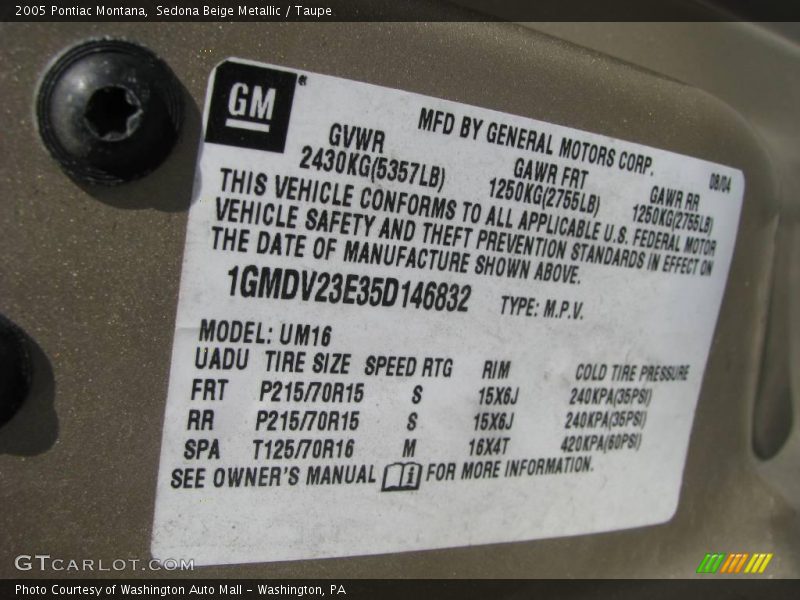 2005 Pontiac Montana, Sedona Beige Metallic / Taupe
GM®
MFD BY GENERAL MOTORS CORP.
08/04
GVWR GAWR FRT GAWR RR
2430KG(5357LB) 1250KG(2755LB) 1250KG(2755LB)
THIS VEHICLE CONFORMS TO ALL APPLICABLE U.S. FEDERAL MOTOR
VEHICLE SAFETY AND THEFT PREVENTION STANDARDS IN EFFECT ON
THE DATE OF MANUFACTURE SHOWN ABOVE.
1GMDV23E35D146832 TYPE: M.P.V.
MODEL: UM16
UADU TIRE SIZE SPEED RTG RIM COLD TIRE PRESSURE
FRT P215/70R15 S 15X6J 240KPA(35PSI)
RR P215/70R15 S 15X6J 240KPA(35PSI)
SPA T125/70R16 M 16X4T 420KPA(60PSI)
SEE OWNER'S MANUAL i FOR MORE INFORMATION.
GTCARLOT.COM
Photo Courtesy of Washington Auto Mall - Washington, PA